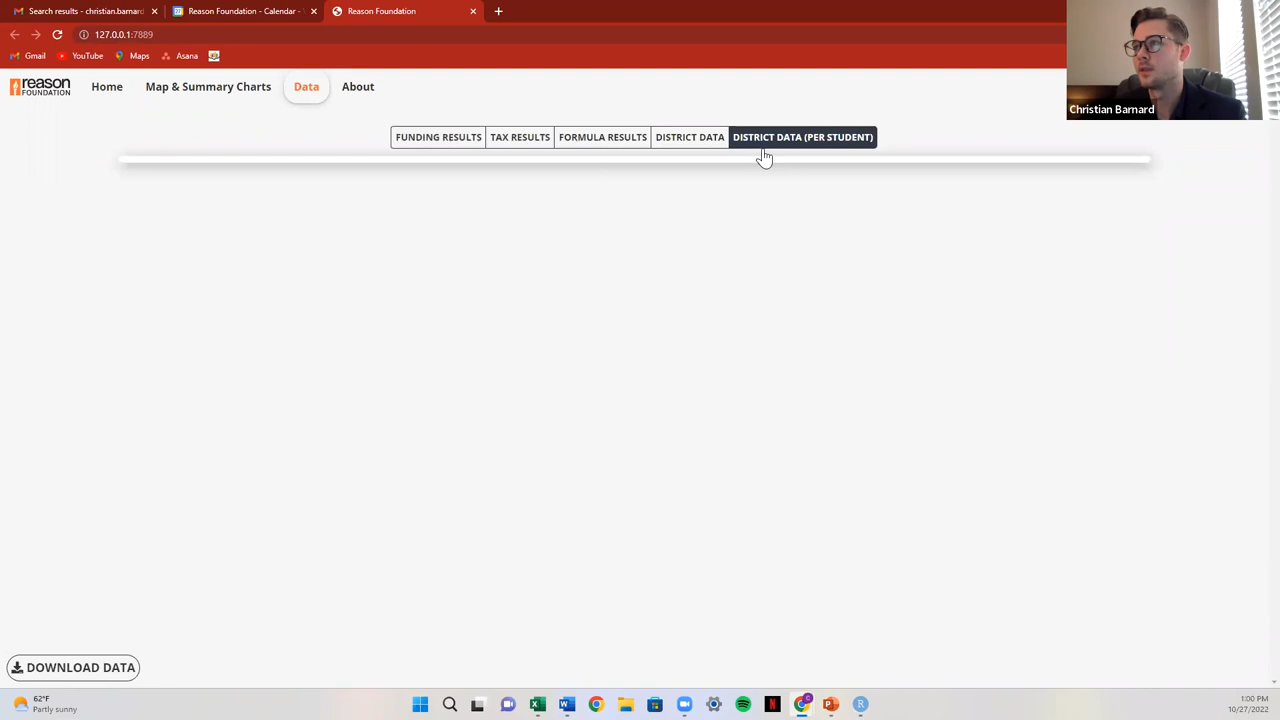 Search results - christian.barnard
Reason Foundation - Calendar -
Reason Foundation
127.0.0.1:7889
Gmail
YouTube
Maps
Asana
reason
FOUNDATION
Home
Map & Summary Charts
Data
About
Christian Barnard
FUNDING RESULTS
TAX RESULTS
FORMULA RESULTS
DISTRICT DATA
DISTRICT DATA (PER STUDENT)
DOWNLOAD DATA
62°F
Partly sunny
1:00 PM
10/27/2022